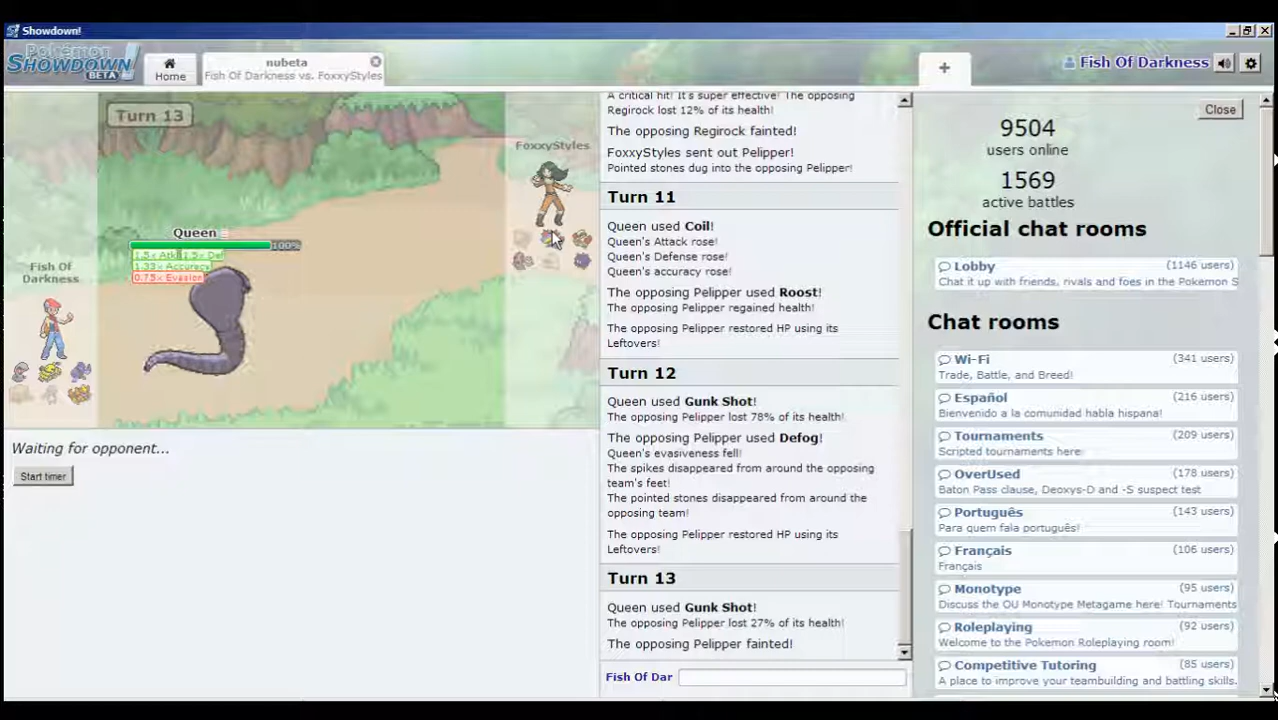 Showdown!
Pokémon
SHOWDOWN!
BETA
Home
nubeta
Fish Of Darkness vs. FoxxyStyles
+
Fish Of Darkness
Turn 13
FoxxyStyles
Queen
100%
1.5× Atk 1.5× Def
1.33× Accuracy
0.75× Evasion
Fish Of
Darkness
Waiting for opponent...
Start timer
A critical hit! It's super effective! The opposing
Regirock lost 12% of its health!
The opposing Regirock fainted!
FoxxyStyles sent out Pelipper!
Pointed stones dug into the opposing Pelipper!
Turn 11
Queen used Coil!
Queen's Attack rose!
Queen's Defense rose!
Queen's accuracy rose!
The opposing Pelipper used Roost!
The opposing Pelipper regained health!
The opposing Pelipper restored HP using its
Leftovers!
Turn 12
Queen used Gunk Shot!
The opposing Pelipper lost 78% of its health!
The opposing Pelipper used Defog!
Queen's evasiveness fell!
The spikes disappeared from around the opposing
team's feet!
The pointed stones disappeared from around the
opposing team!
The opposing Pelipper restored HP using its
Leftovers!
Turn 13
Queen used Gunk Shot!
The opposing Pelipper lost 27% of its health!
The opposing Pelipper fainted!
Fish Of Dar
Close
9504
users online
1569
active battles
Official chat rooms
Lobby (1146 users)
Chat it up with friends, rivals and foes in the Pokemon S
Chat rooms
Wi-Fi (341 users)
Trade, Battle, and Breed!
Español (216 users)
Bienvenido a la comunidad habla hispana!
Tournaments (209 users)
Scripted tournaments here
OverUsed (178 users)
Baton Pass clause, Deoxys-D and -S suspect test
Português (143 users)
Para quem fala português!
Français (106 users)
Français
Monotype (95 users)
Discuss the OU Monotype Metagame here! Tournaments
Roleplaying (92 users)
Welcome to the Pokemon Roleplaying room!
Competitive Tutoring (85 users)
A place to improve your teambuilding and battling skills.